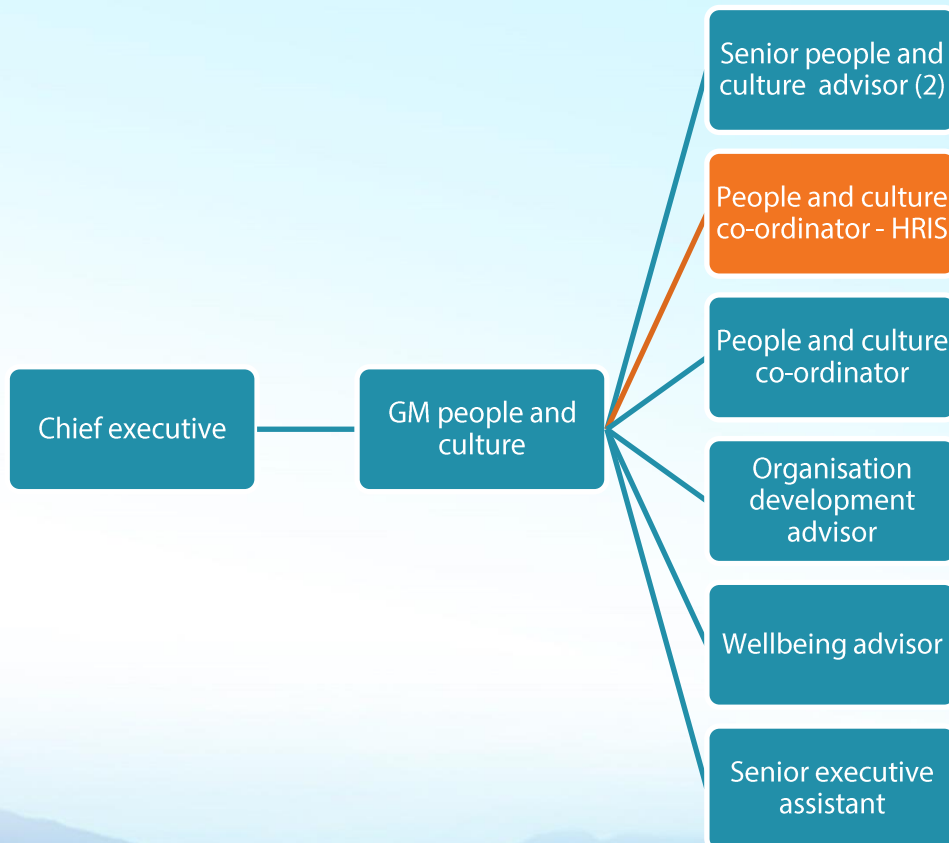 Senior people and
culture advisor (2)
People and culture
co-ordinator - HRIS
People and culture
co-ordinator
Chief executive
GM people and
culture
Organisation
development
advisor
Wellbeing advisor
Senior executive
assistant